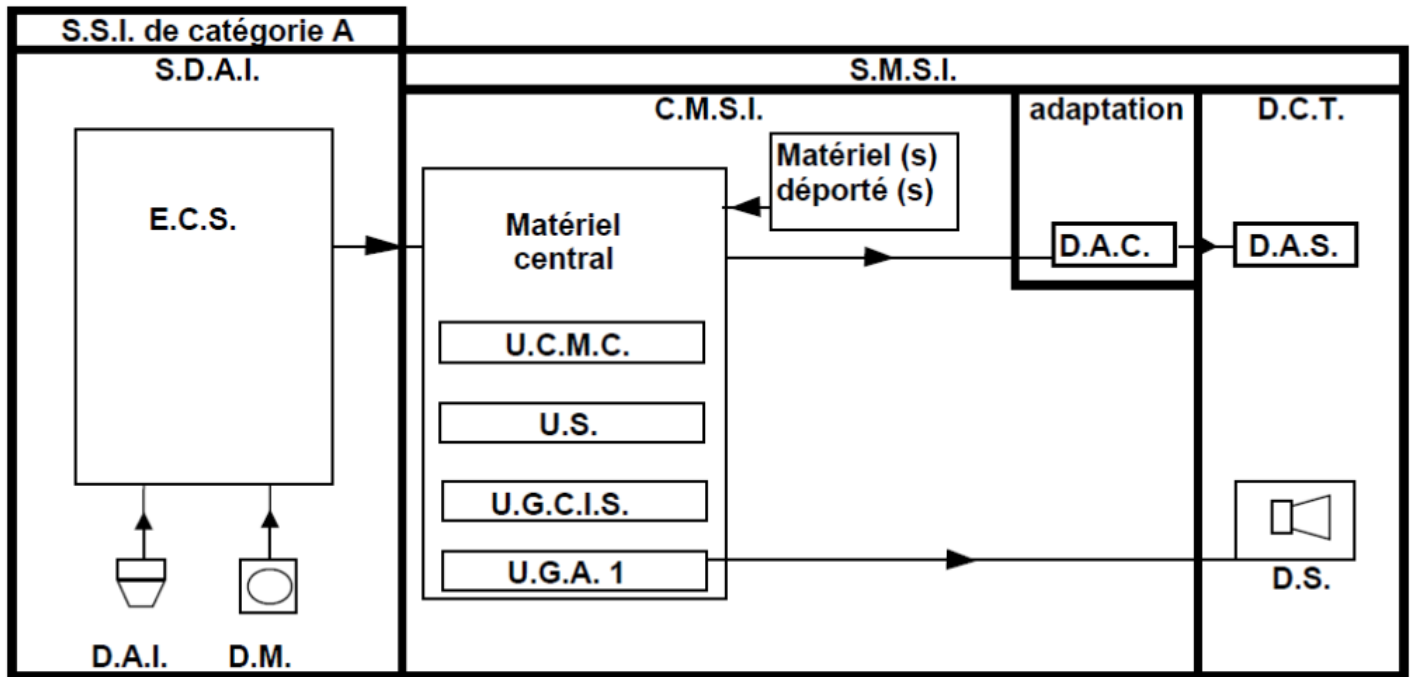 S.S.I. de catégorie A
S.D.A.I.
S.M.S.I.
C.M.S.I.
adaptation
D.C.T.
E.C.S.
Matériel (s)
déporté (s)
Matériel
central
D.A.C.
D.A.S.
U.C.M.C.
U.S.
U.G.C.I.S.
U.G.A. 1
D.S.
D.A.I.
D.M.